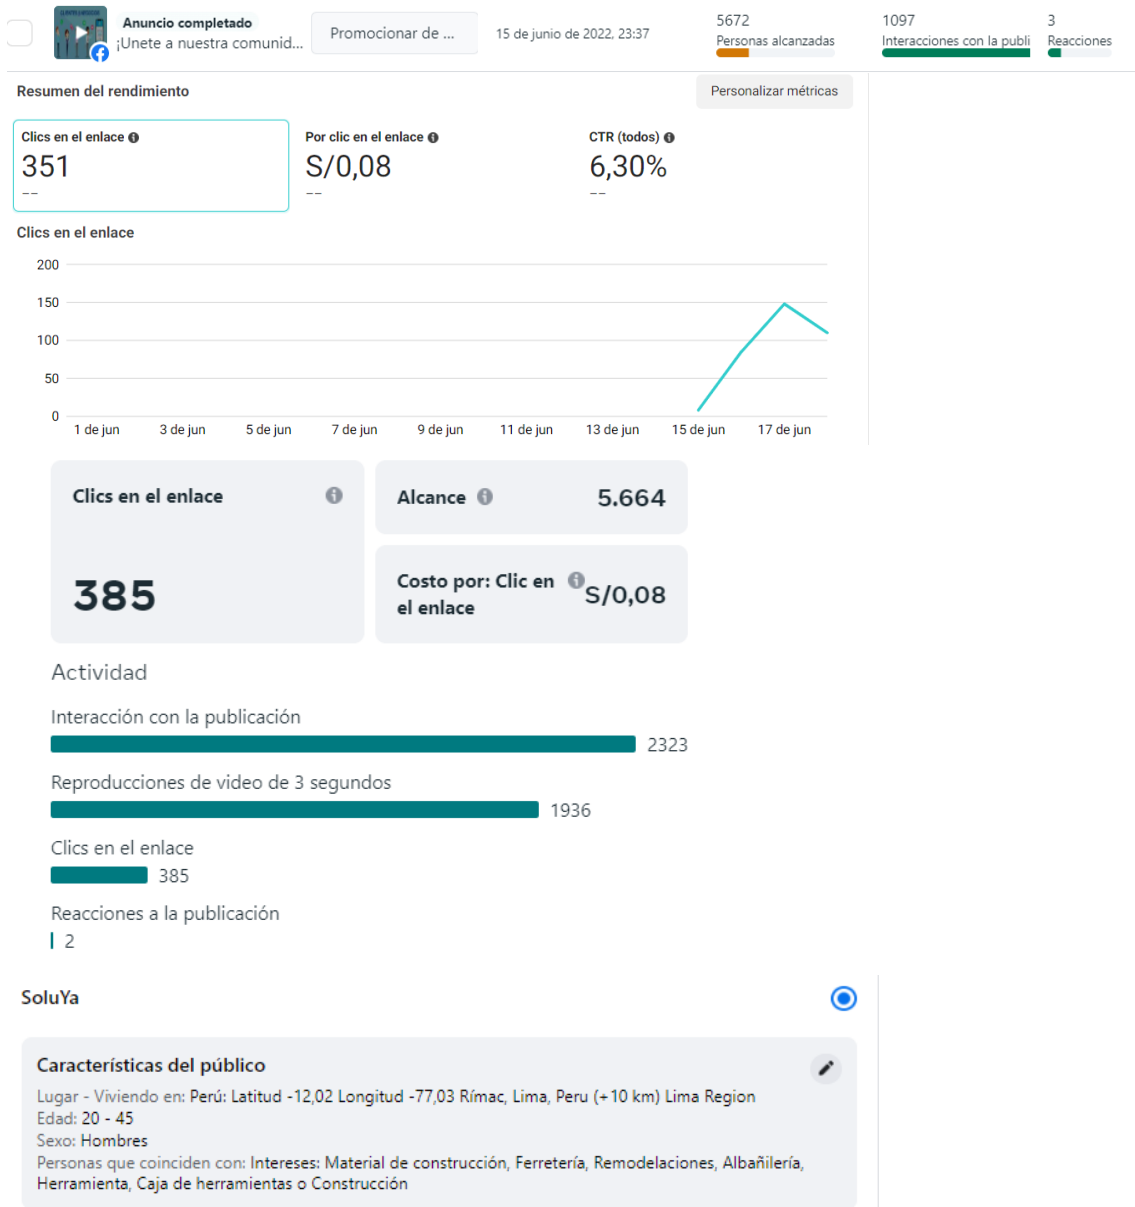 Anuncio completado
¡Unete a nuestra comunid...
Promocionar de ...
15 de junio de 2022, 23:37
5672
Personas alcanzadas
1097
Interacciones con la publi
3
Reacciones
Resumen del rendimiento
Personalizar métricas
Clics en el enlace
351
--
Por clic en el enlace
S/0,08
--
CTR (todos)
6,30%
--
Clics en el enlace
200
150
100
50
0
1 de jun 3 de jun 5 de jun 7 de jun 9 de jun 11 de jun 13 de jun 15 de jun 17 de jun
Clics en el enlace
385
Alcance 5.664
Costo por: Clic en
el enlace
S/0,08
Actividad
Interacción con la publicación
2323
Reproducciones de video de 3 segundos
1936
Clics en el enlace
385
Reacciones a la publicación
2
SoluYa
Características del público
Lugar - Viviendo en: Perú: Latitud -12,02 Longitud -77,03 Rímac, Lima, Peru (+10 km) Lima Region
Edad: 20 - 45
Sexo: Hombres
Personas que coinciden con: Intereses: Material de construcción, Ferretería, Remodelaciones, Albañilería,
Herramienta, Caja de herramientas o Construcción